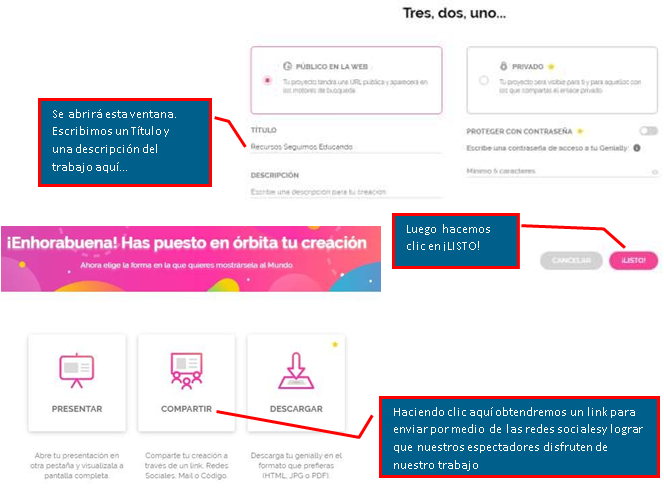 Tres, dos, uno...
PÚBLICO EN LA WEB
Tu proyecto tendrá una URL pública y aparecerá en
los motores de búsqueda
PRIVADO
Tu proyecto será visible para ti y para aquellos con
los que compartas el enlace privado.
Se abrirá esta ventana.
Escribimos un Título y
una descripción del
trabajo aquí...
TÍTULO
Recursos Seguimos Educando
DESCRIPCIÓN
Escribe una descripción para tu creación
PROTEGER CON CONTRASEÑA
Escribe una contraseña de acceso a tu Genially:
Mínimo 6 caracteres
Luego hacemos
clic en ¡LISTO!
CANCELAR
¡LISTO!
¡Enhorabuena! Has puesto en órbita tu creación
Ahora elige la forma en la que quieres mostrársela al Mundo
PRESENTAR
COMPARTIR
DESCARGAR
Abre tu presentación en
otra pestaña y visualízala a
pantalla completa.
Comparte tu creación a
través de un link, Redes
Sociales, Mail o Código.
Descarga tu genially en el
formato que prefieras
(HTML, JPG o PDF).
Haciendo clic aquí obtendremos un link para
enviar por medio de las redes socialesy lograr
que nuestros espectadores disfruten de
nuestro trabajo